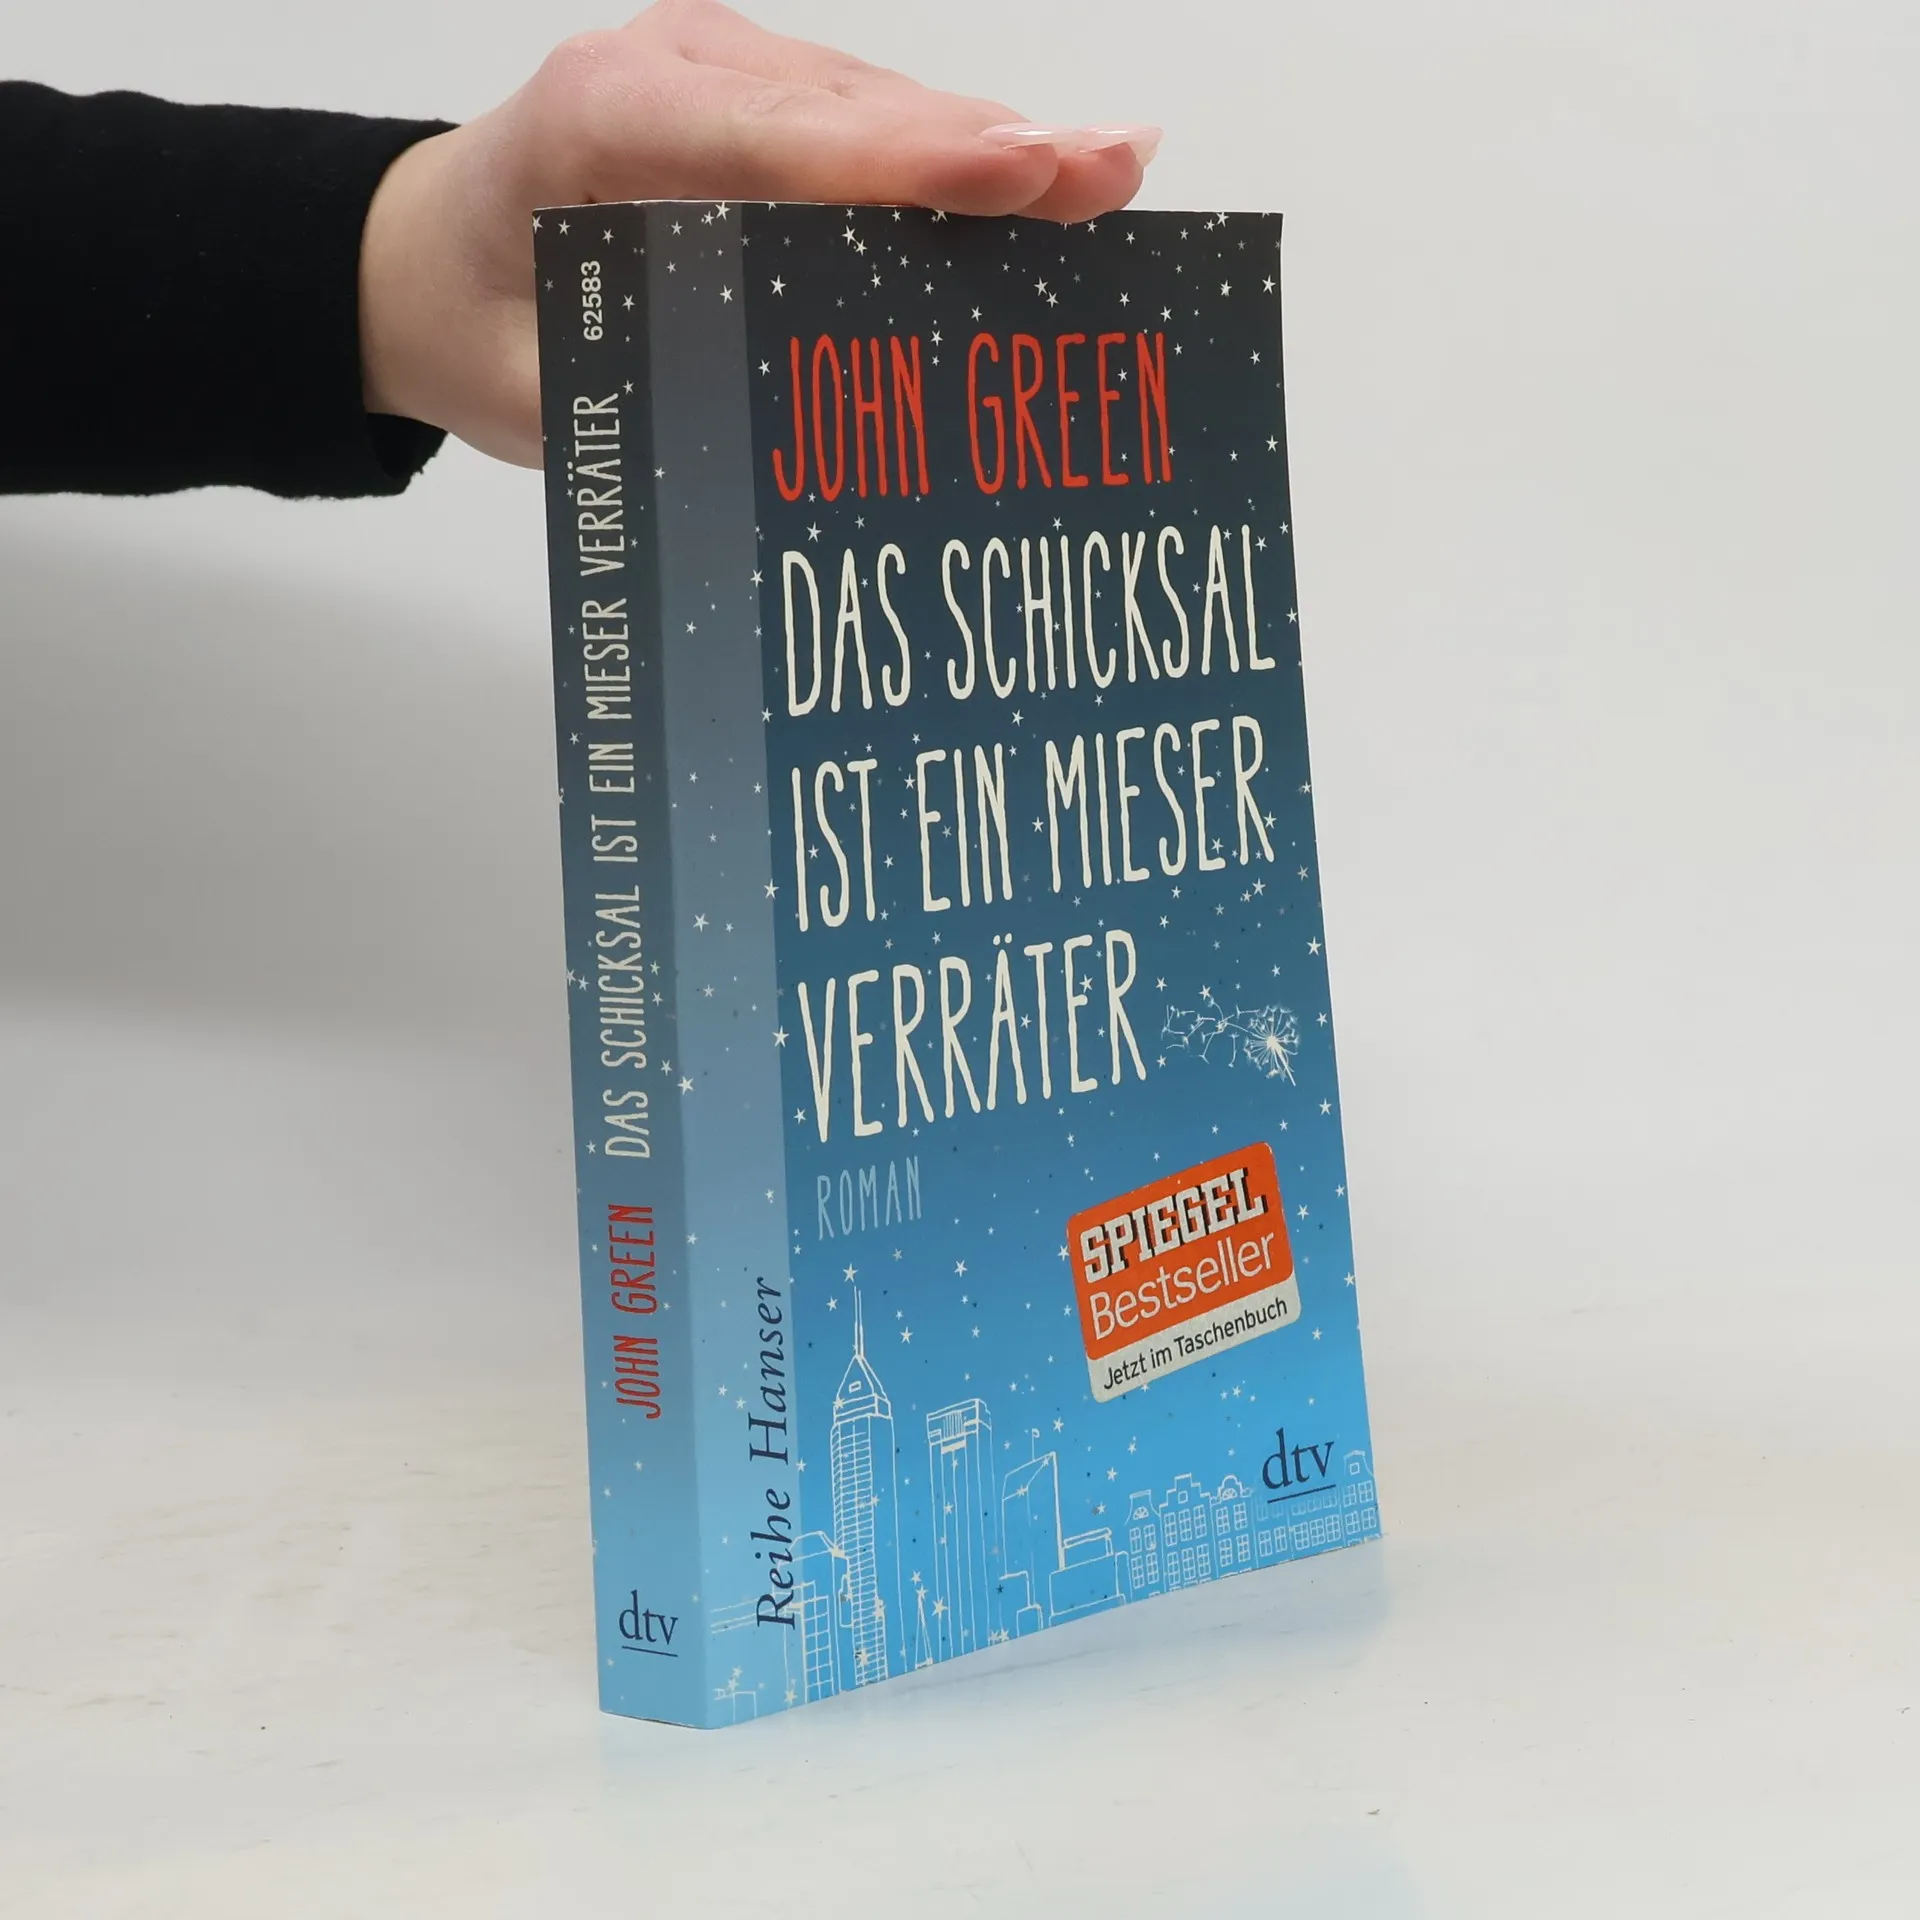 62583
DAS SCHICKSAL IST EIN MIESER VERRÄTER
JOHN GREEN
dtv
JOHN GREEN
DAS SCHICKSAL
IST EIN MIESER
VERRÄTER
ROMAN
SPIEGEL
Bestseller
Jetzt im Taschenbuch
Reihe Hanser
dtv